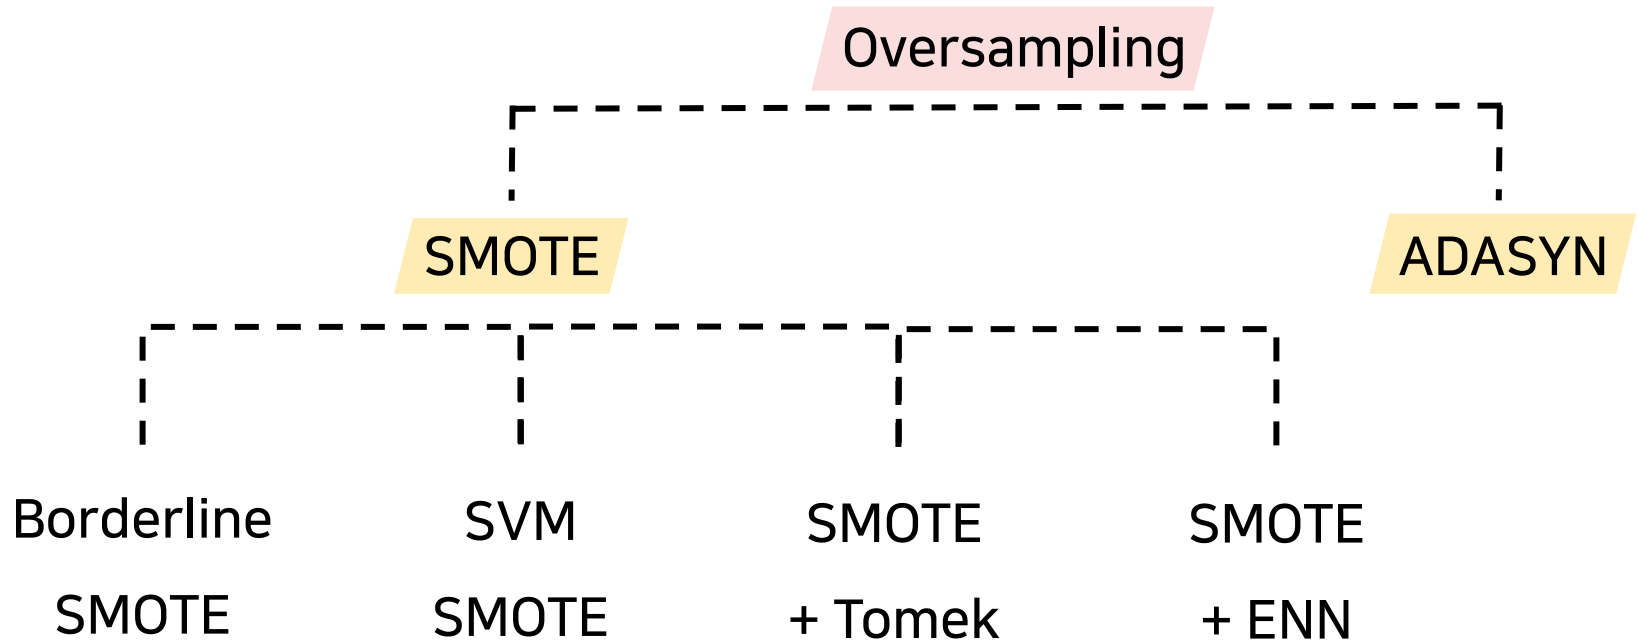 Oversampling
SMOTE
ADASYN
Borderline
SMOTE
SVM
SMOTE
SMOTE
+ Tomek
SMOTE
+ ENN